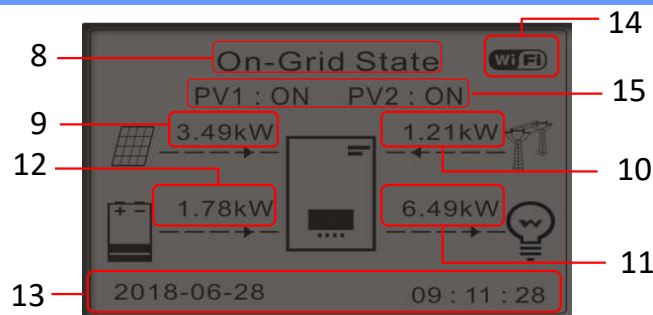 14
8
On-Grid State
WiFi
PV1 : ON PV2 : ON
15
9
3.49kW
1.21kW
10
12
+ -
1.78kW
6.49kW
11
13
2018-06-28
09 : 11 : 28